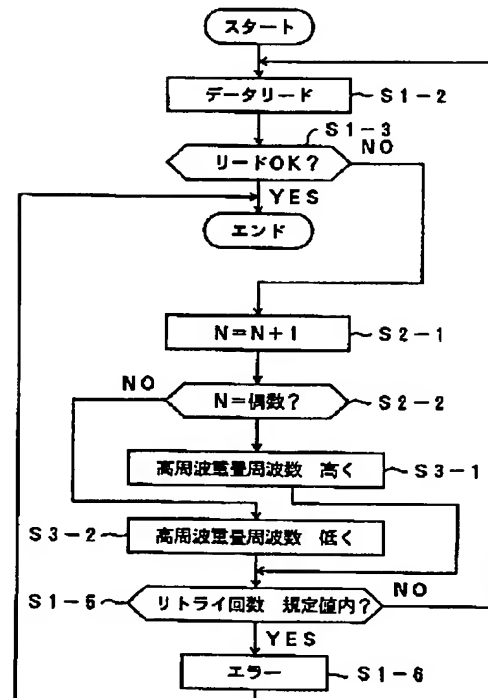 スタート
データリード S1-2
S1-3
リードOK? NO
YES
エンド
N=N+1 S2-1
NO
N=偶数? S2-2
高周波重畳周波数 高く S3-1
S3-2 高周波重畳周波数 低く
S1-5 リトライ回数 規定値内? NO
YES
エラー S1-6